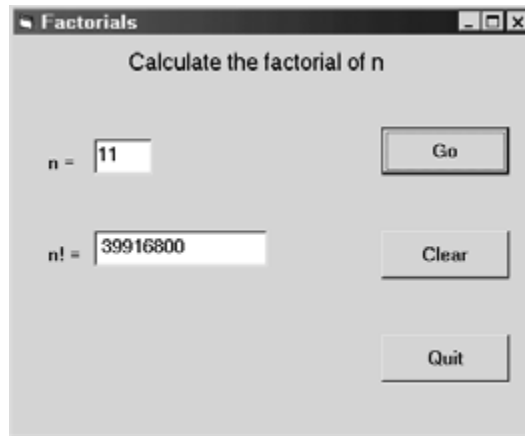 Factorials
Calculate the factorial of n
n = 11
Go
n! = 39916800
Clear
Quit